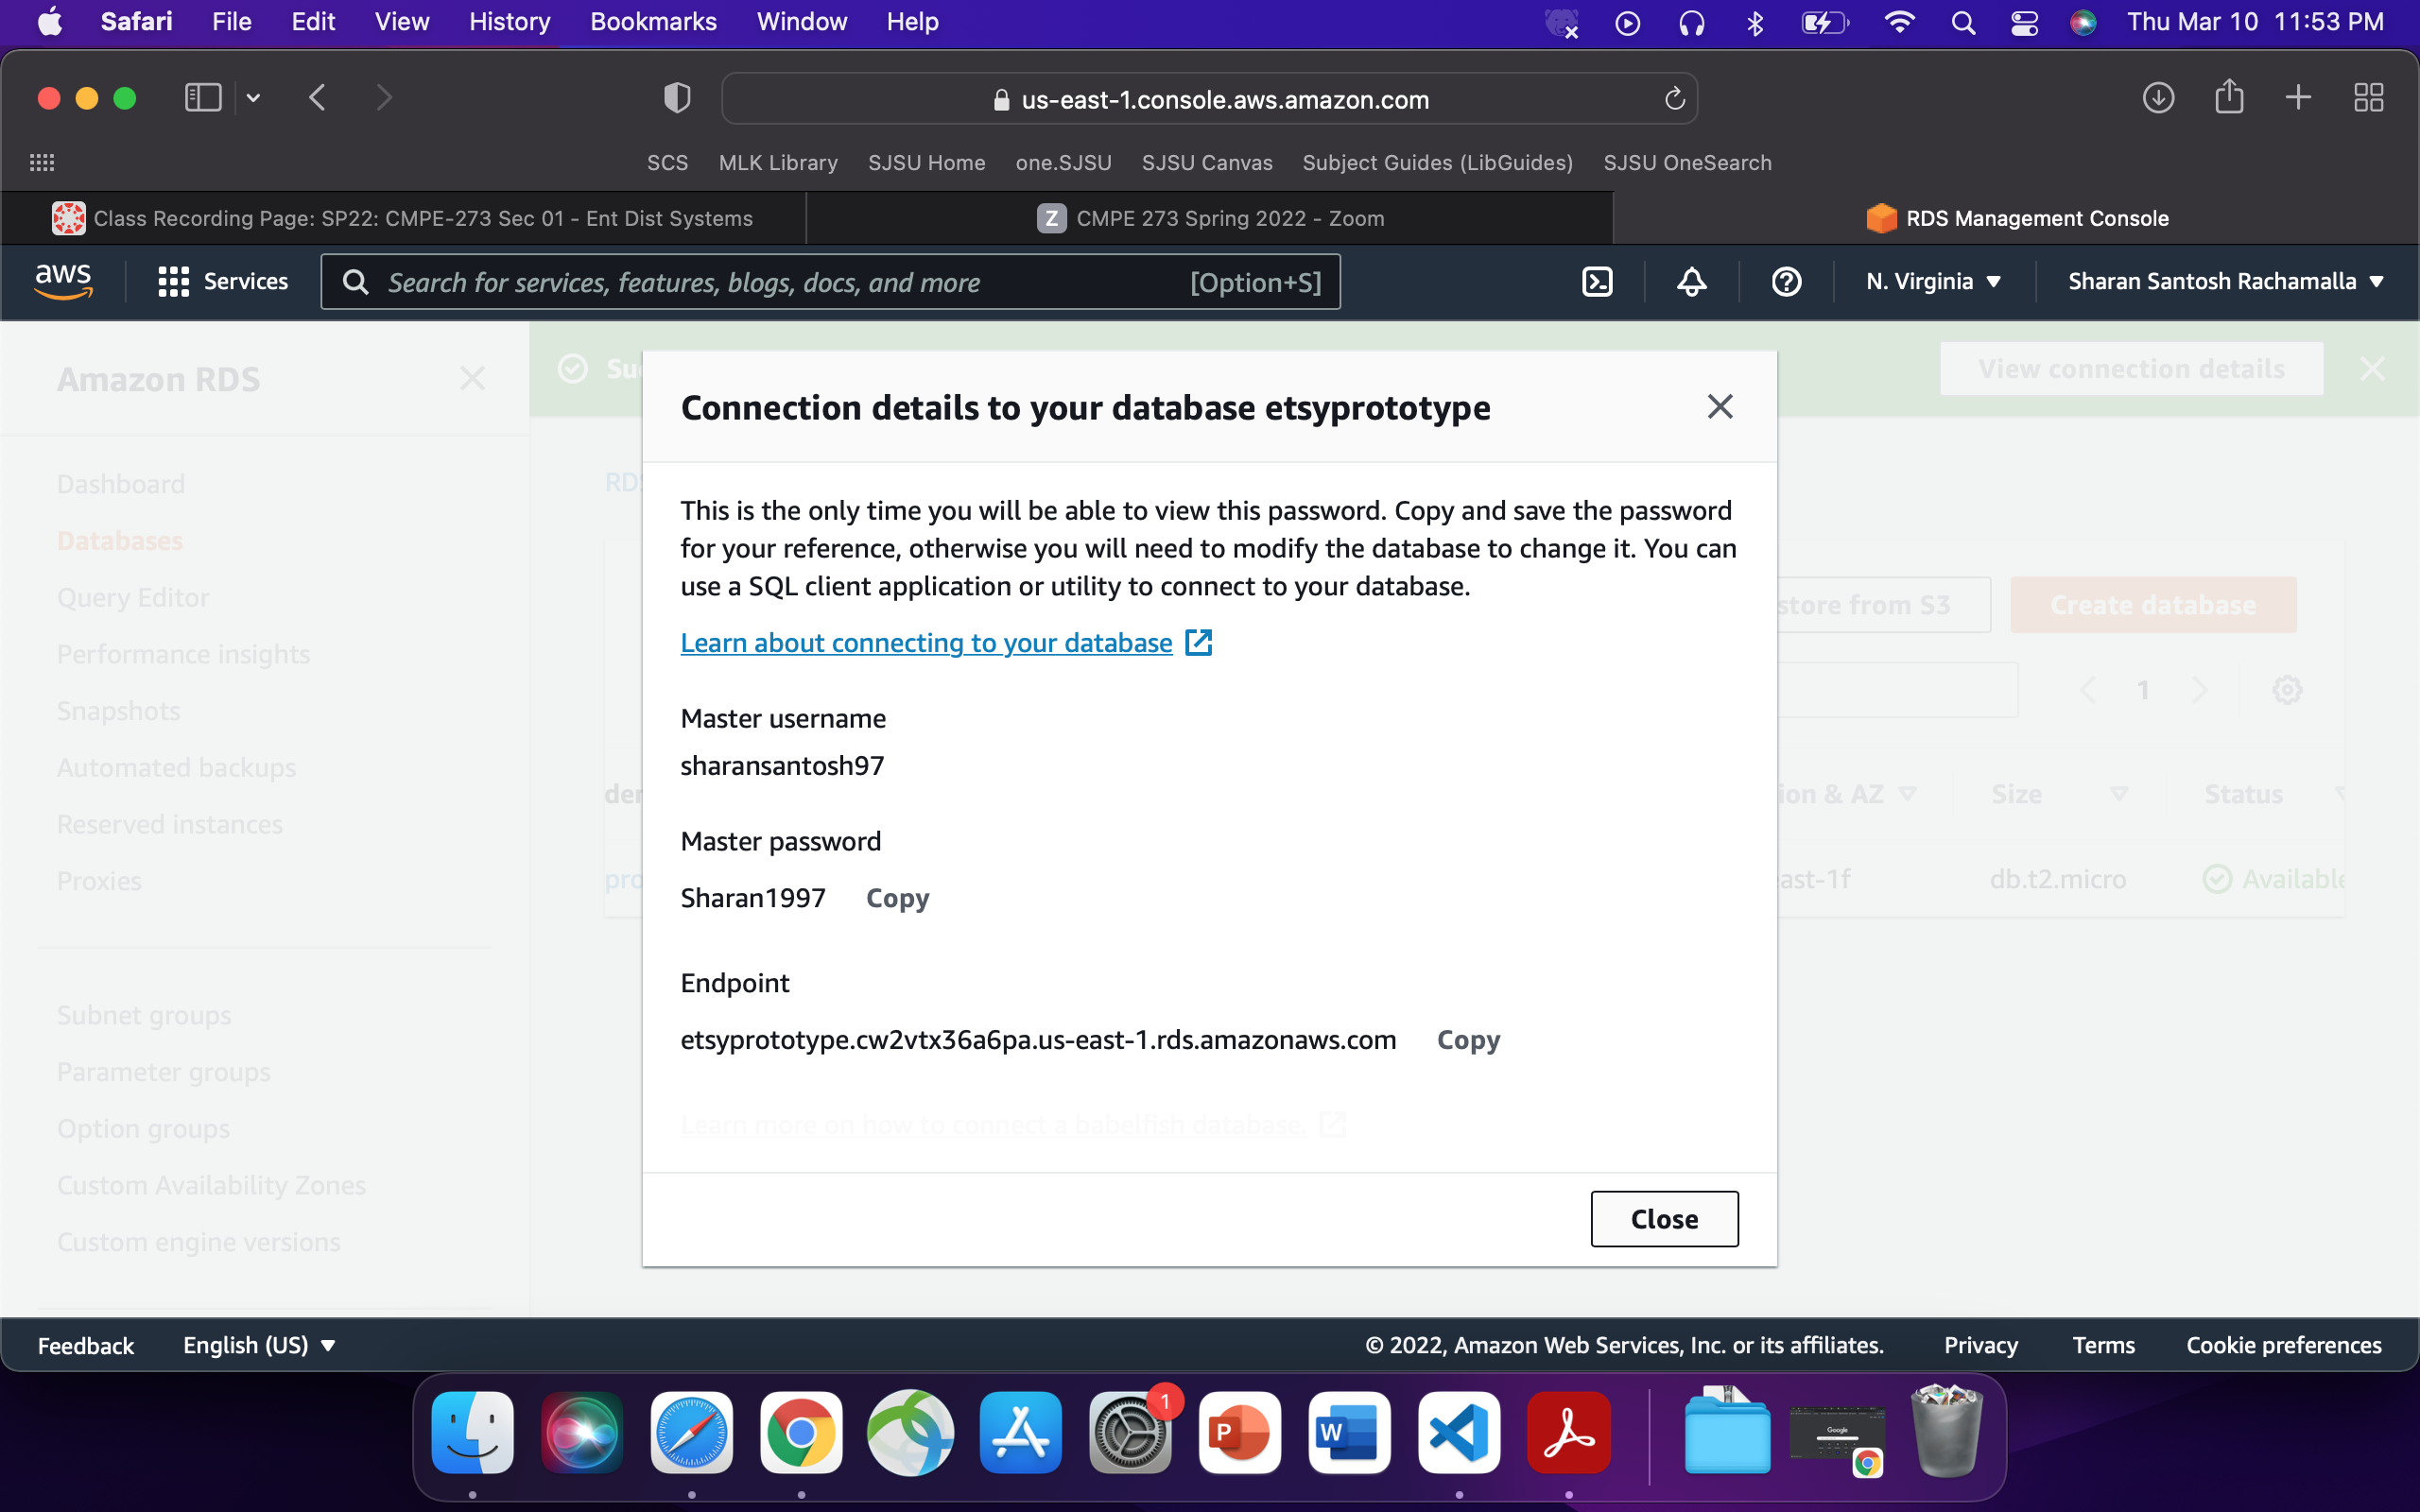 Safari File Edit View History Bookmarks Window Help Thu Mar 10 11:53 PM
us-east-1.console.aws.amazon.com
SCS MLK Library SJSU Home one.SJSU SJSU Canvas Subject Guides (LibGuides) SJSU OneSearch
Class Recording Page: SP22: CMPE-273 Sec 01 - Ent Dist Systems Z CMPE 273 Spring 2022 - Zoom RDS Management Console
aws Services Search for services, features, blogs, docs, and more [Option+S] N. Virginia Sharan Santosh Rachamalla
Amazon RDS
View connection details
Dashboard
Databases
Query Editor
Performance insights
Snapshots
Automated backups
Reserved instances
Proxies
Subnet groups
Parameter groups
Option groups
Custom Availability Zones
Custom engine versions
Connection details to your database etsyprototype
This is the only time you will be able to view this password. Copy and save the password
for your reference, otherwise you will need to modify the database to change it. You can
use a SQL client application or utility to connect to your database.
Learn about connecting to your database
Master username
sharansantosh97
Master password
Sharan1997 Copy
Endpoint
etsyprototype.cw2vtx36a6pa.us-east-1.rds.amazonaws.com Copy
Learn more on how to connect a babelfish database.
Close
from S3 Create database
1
& AZ Size Status
db.t2.micro Available
Feedback English (US) © 2022, Amazon Web Services, Inc. or its affiliates. Privacy Terms Cookie preferences
1
P
W
Google